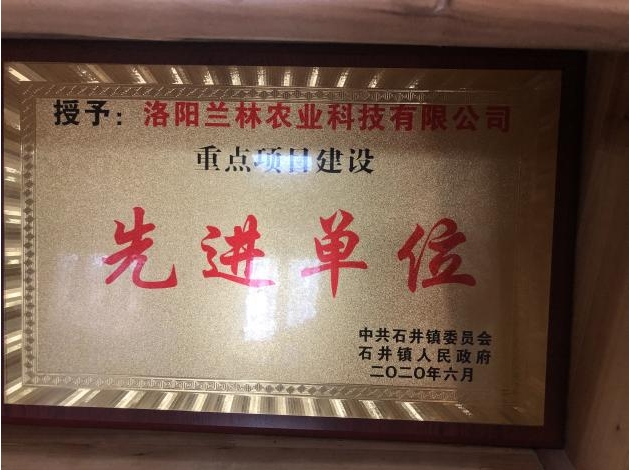 授予：洛阳兰林农业科技有限公司
重点项目建设
先进单位
中共石井镇委员会
石井镇人民政府
二〇二〇年六月